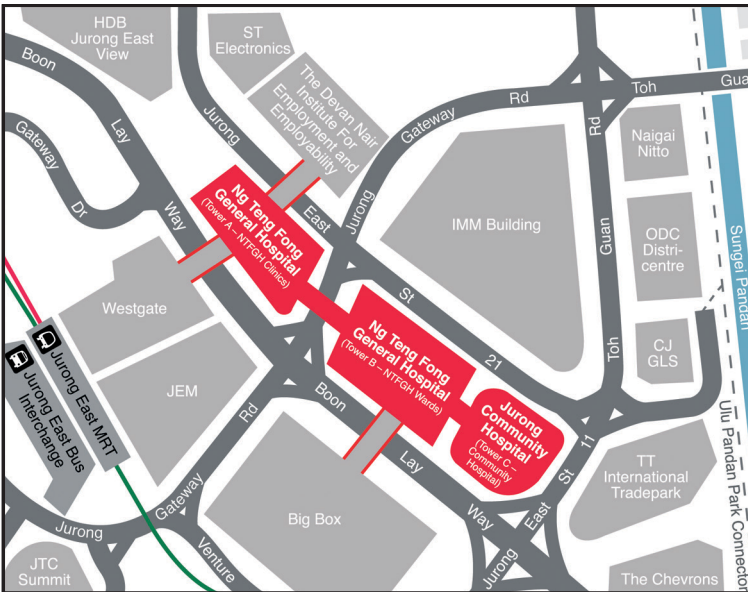 HDB
Jurong East
View
ST
Electronics
The Devan Nair
Institute For
Employment and
Employability
Boon
Lay
Way
Gateway
Dr
Jurong
East
St
21
Jurong
Gateway
Rd
Toh
Gua
Rd
Guan
Toh
Naigai
Nitto
ODC
Distri-
centre
CJ
GLS
Sungei Pandan
Ulu Pandan Park Connector
IMM Building
Ng Teng Fong
General Hospital
(Tower A – NTFGH Clinics)
Ng Teng Fong
General Hospital
(Tower B – NTFGH Wards)
Jurong
Community
Hospital
(Tower C –
Community
Hospital)
Westgate
JEM
Jurong East MRT
Jurong East Bus
Interchange
Rd
Gateway
Jurong
Venture
Boon
Lay
Way
Big Box
11
St
East
Jurong
TT
International
Tradepark
The Chevrons
JTC
Summit